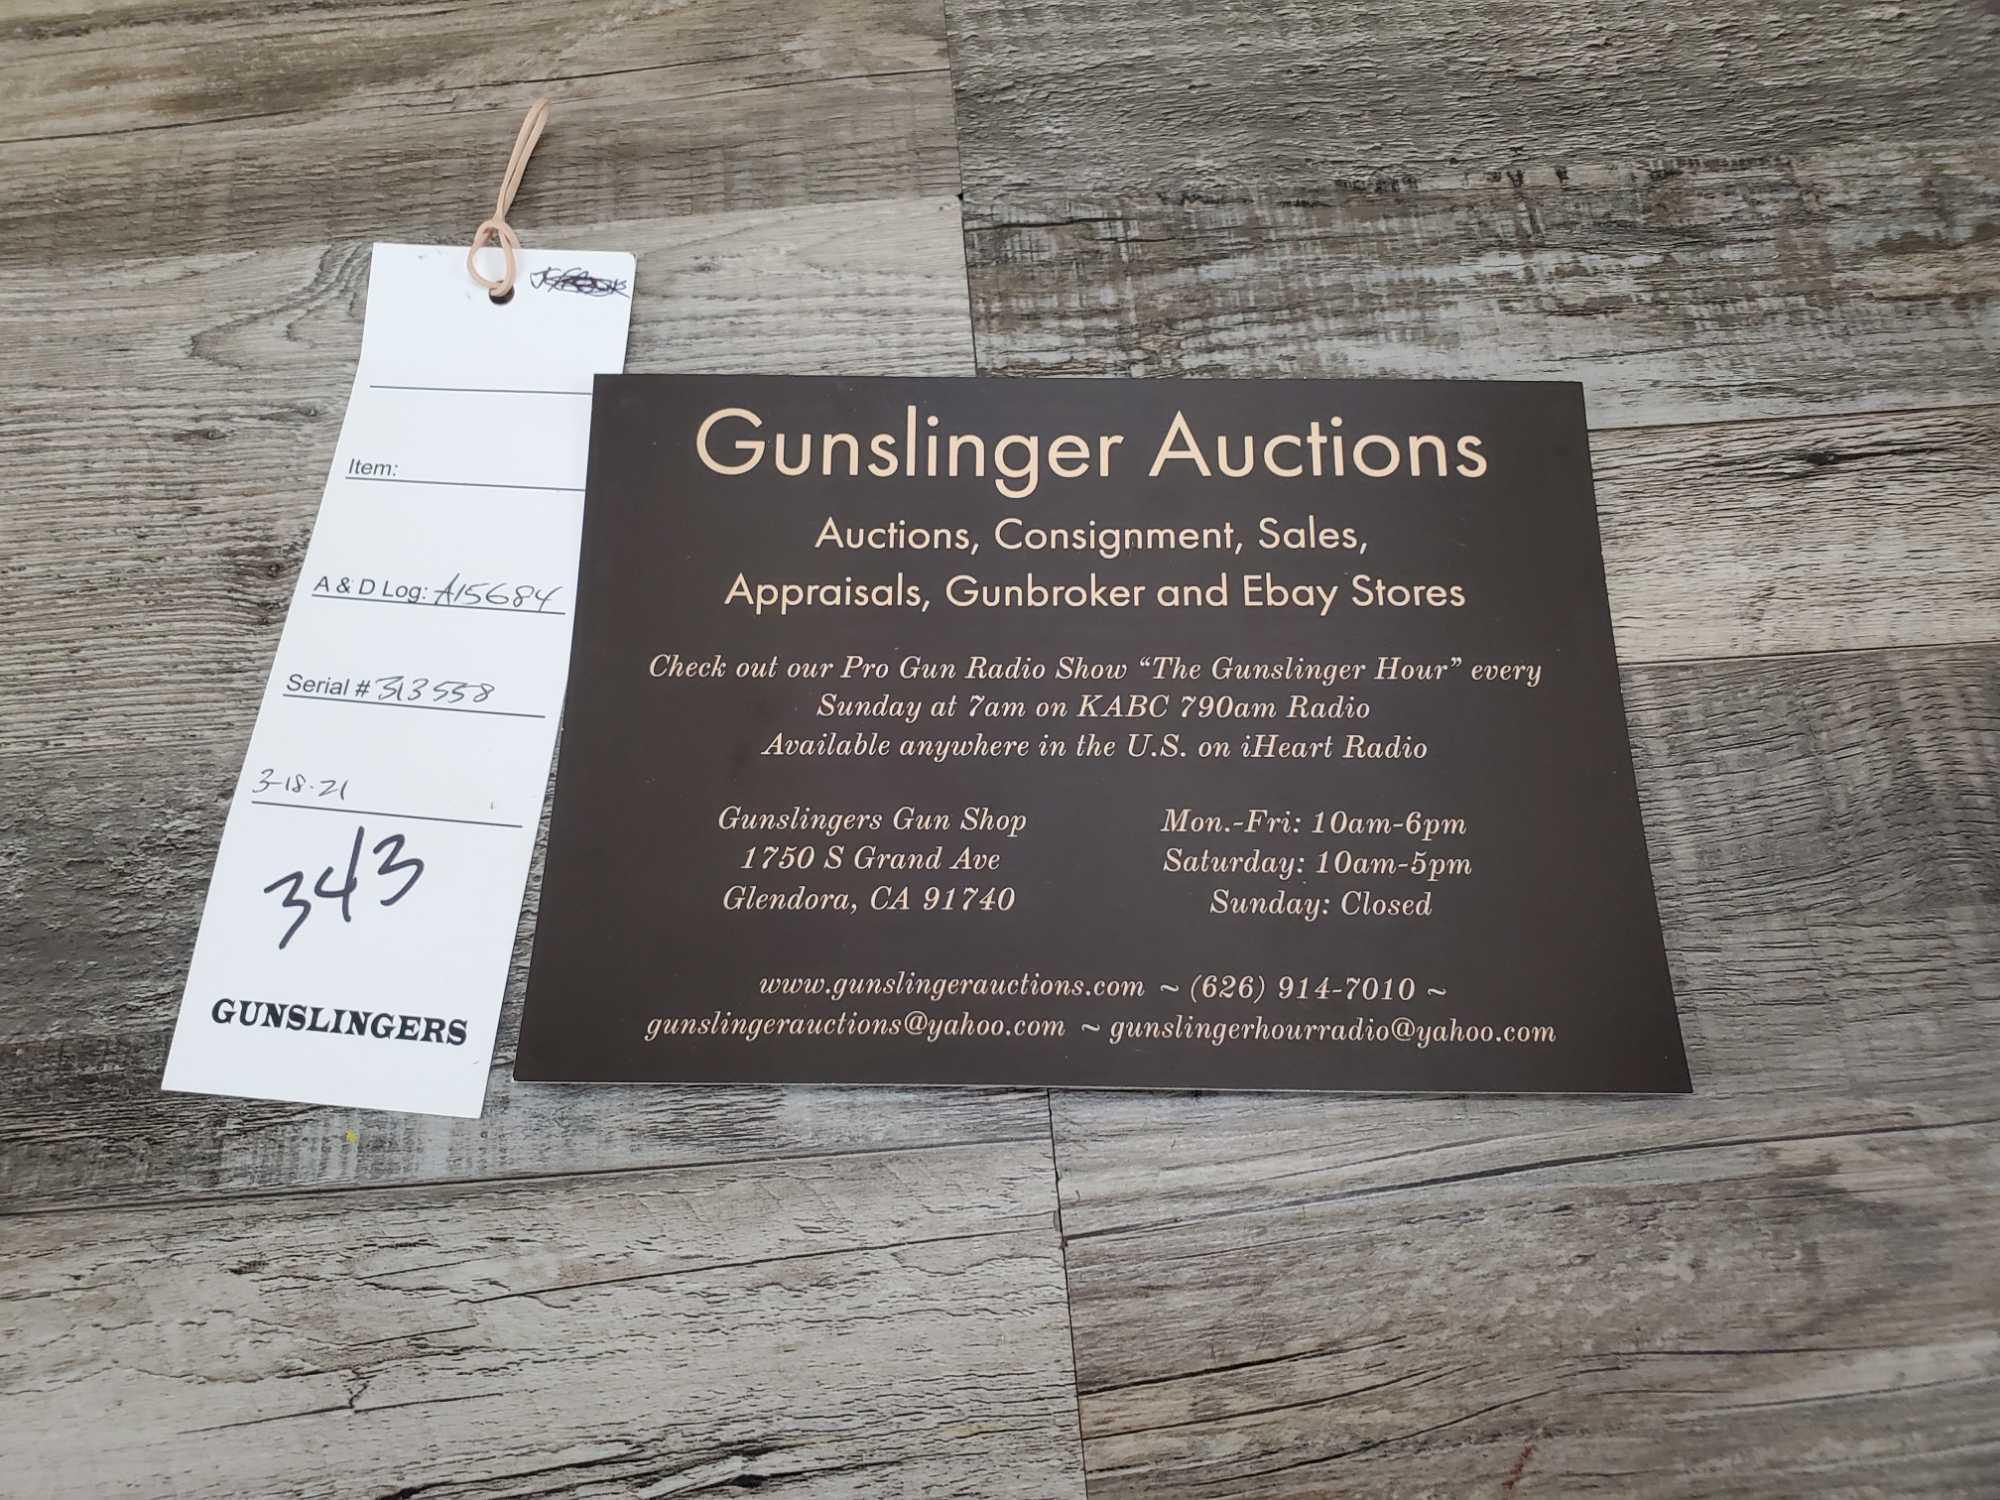 Item:
A & D Log: A15684
Serial # 313558
3-18-21
343
GUNSLINGERS
Gunslinger Auctions
Auctions, Consignment, Sales,
Appraisals, Gunbroker and Ebay Stores
Check out our Pro Gun Radio Show “The Gunslinger Hour” every
Sunday at 7am on KABC 790am Radio
Available anywhere in the U.S. on iHeart Radio
Gunslingers Gun Shop
1750 S Grand Ave
Glendora, CA 91740
Mon.-Fri: 10am-6pm
Saturday: 10am-5pm
Sunday: Closed
www.gunslingerauctions.com ~ (626) 914-7010 ~
gunslingerauctions@yahoo.com ~ gunslingerhourradio@yahoo.com